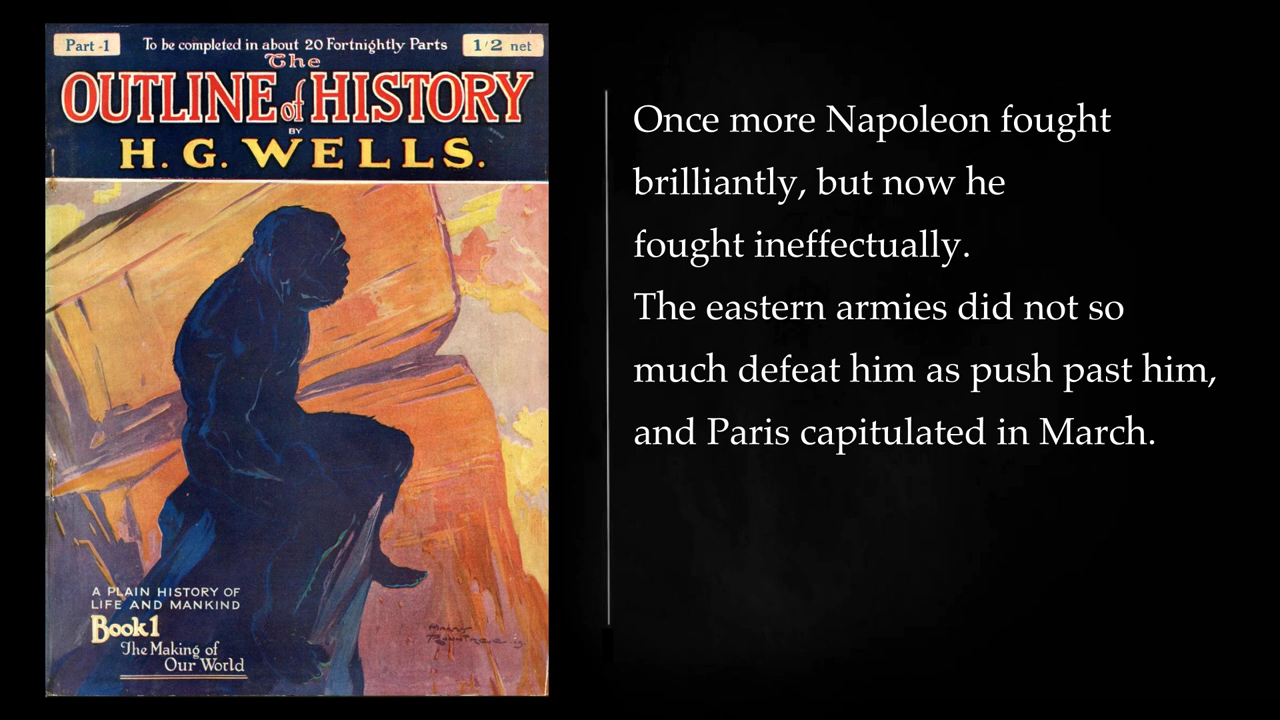 Part -1
To be completed in about 20 Fortnightly Parts
1/2 net
The
OUTLINE of HISTORY
BY
H. G. WELLS.
A PLAIN HISTORY OF
LIFE AND MANKIND
Book 1
The Making of
Our World
Once more Napoleon fought
brilliantly, but now he
fought ineffectually.
The eastern armies did not so
much defeat him as push past him,
and Paris capitulated in March.